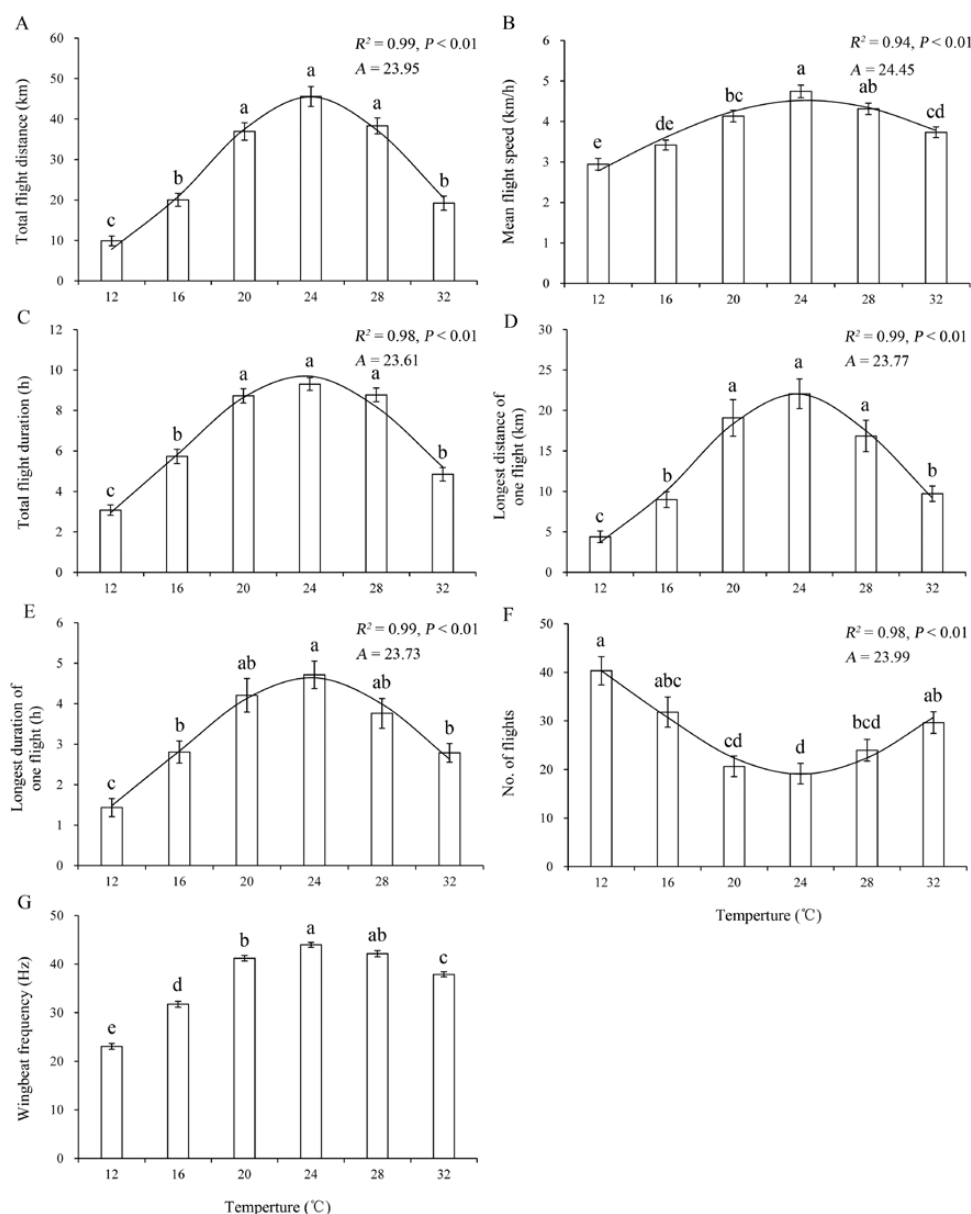 A
R² = 0.99, P < 0.01
A = 23.95
Total flight distance (km)
60
50
40
30
20
10
0
c
b
a
a
a
b
12 16 20 24 28 32
B
R² = 0.94, P < 0.01
A = 24.45
Mean flight speed (km/h)
6
5
4
3
2
1
0
e
de
bc
a
ab
cd
12 16 20 24 28 32
C
R² = 0.98, P < 0.01
A = 23.61
Total flight duration (h)
12
10
8
6
4
2
0
c
b
a
a
a
b
12 16 20 24 28 32
D
R² = 0.99, P < 0.01
A = 23.77
Longest distance of
one flight (km)
30
25
20
15
10
5
0
c
b
a
a
a
b
12 16 20 24 28 32
E
R² = 0.99, P < 0.01
A = 23.73
Longest duration of
one flight (h)
6
5
4
3
2
1
0
c
b
ab
a
ab
b
12 16 20 24 28 32
F
R² = 0.98, P < 0.01
A = 23.99
No. of flights
50
40
30
20
10
0
a
abc
cd
d
bcd
ab
12 16 20 24 28 32
Temperture (℃)
G
Wingbeat frequency (Hz)
50
40
30
20
10
0
e
d
b
a
ab
c
12 16 20 24 28 32
Temperture (℃)